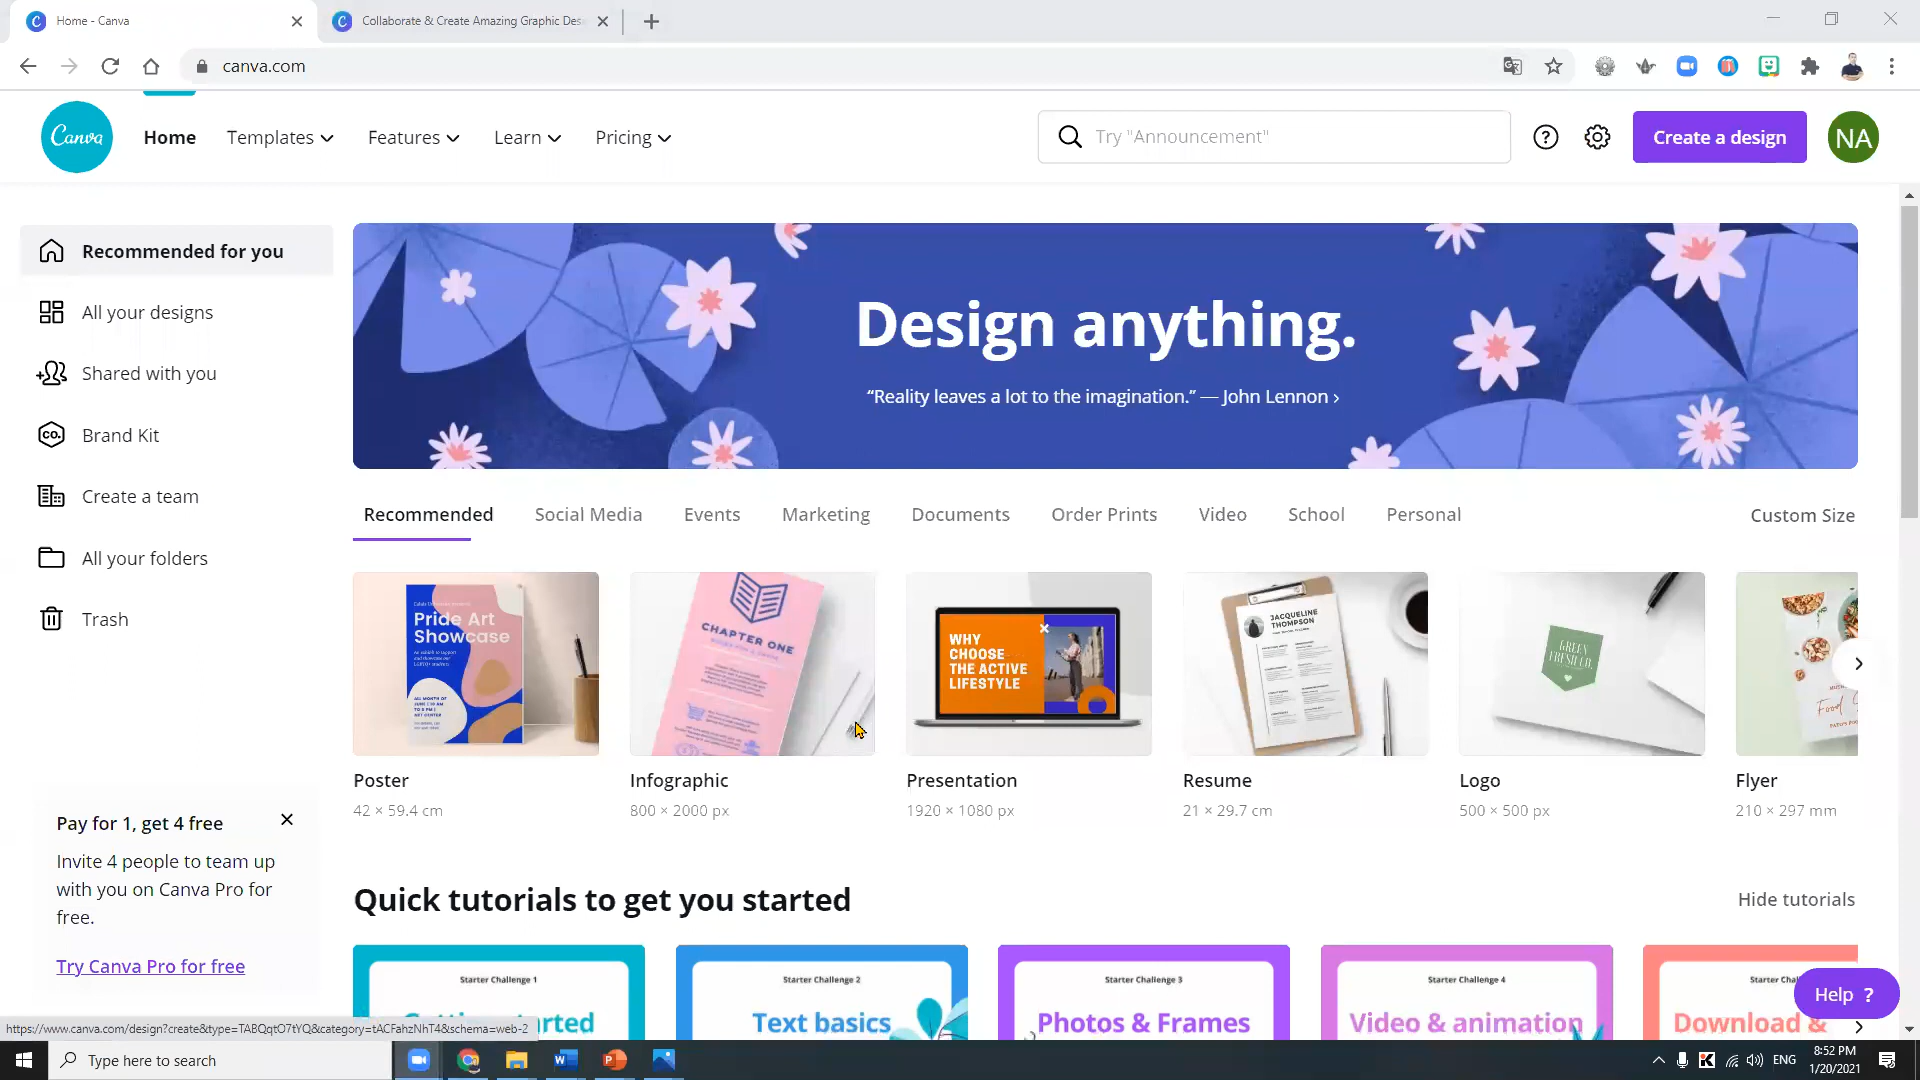 Home - Canva
Collaborate & Create Amazing Graphic Des
canva.com
Canva
Home
Templates
Features
Learn
Pricing
Try "Announcement"
Create a design
NA
Recommended for you
All your designs
Shared with you
CO.
Brand Kit
Create a team
All your folders
Trash
Design anything.
“Reality leaves a lot to the imagination.” — John Lennon ›
Recommended
Social Media
Events
Marketing
Documents
Order Prints
Video
School
Personal
Custom Size
Pride Art
Showcase
CHAPTER ONE
WHY
CHOOSE
THE ACTIVE
LIFESTYLE
JACQUELINE
THOMPSON
GREEN
Food
Poster
42 × 59.4 cm
Infographic
800 × 2000 px
Presentation
1920 × 1080 px
Resume
21 × 29.7 cm
Logo
500 × 500 px
Flyer
210 × 297 mm
Pay for 1, get 4 free
Invite 4 people to team up
with you on Canva Pro for
free.
Try Canva Pro for free
Quick tutorials to get you started
Hide tutorials
Starter Challenge 1
Starter Challenge 2
Text basics
Starter Challenge 3
Photos & Frames
Starter Challenge 4
Video & animation
Starter Cha
Download &
Help ?
https://www.canva.com/design?create&type=TABQqtO7tYQ&category=tACFahzNhT4&schema=web-2
Type here to search
ENG
8:52 PM
1/20/2021